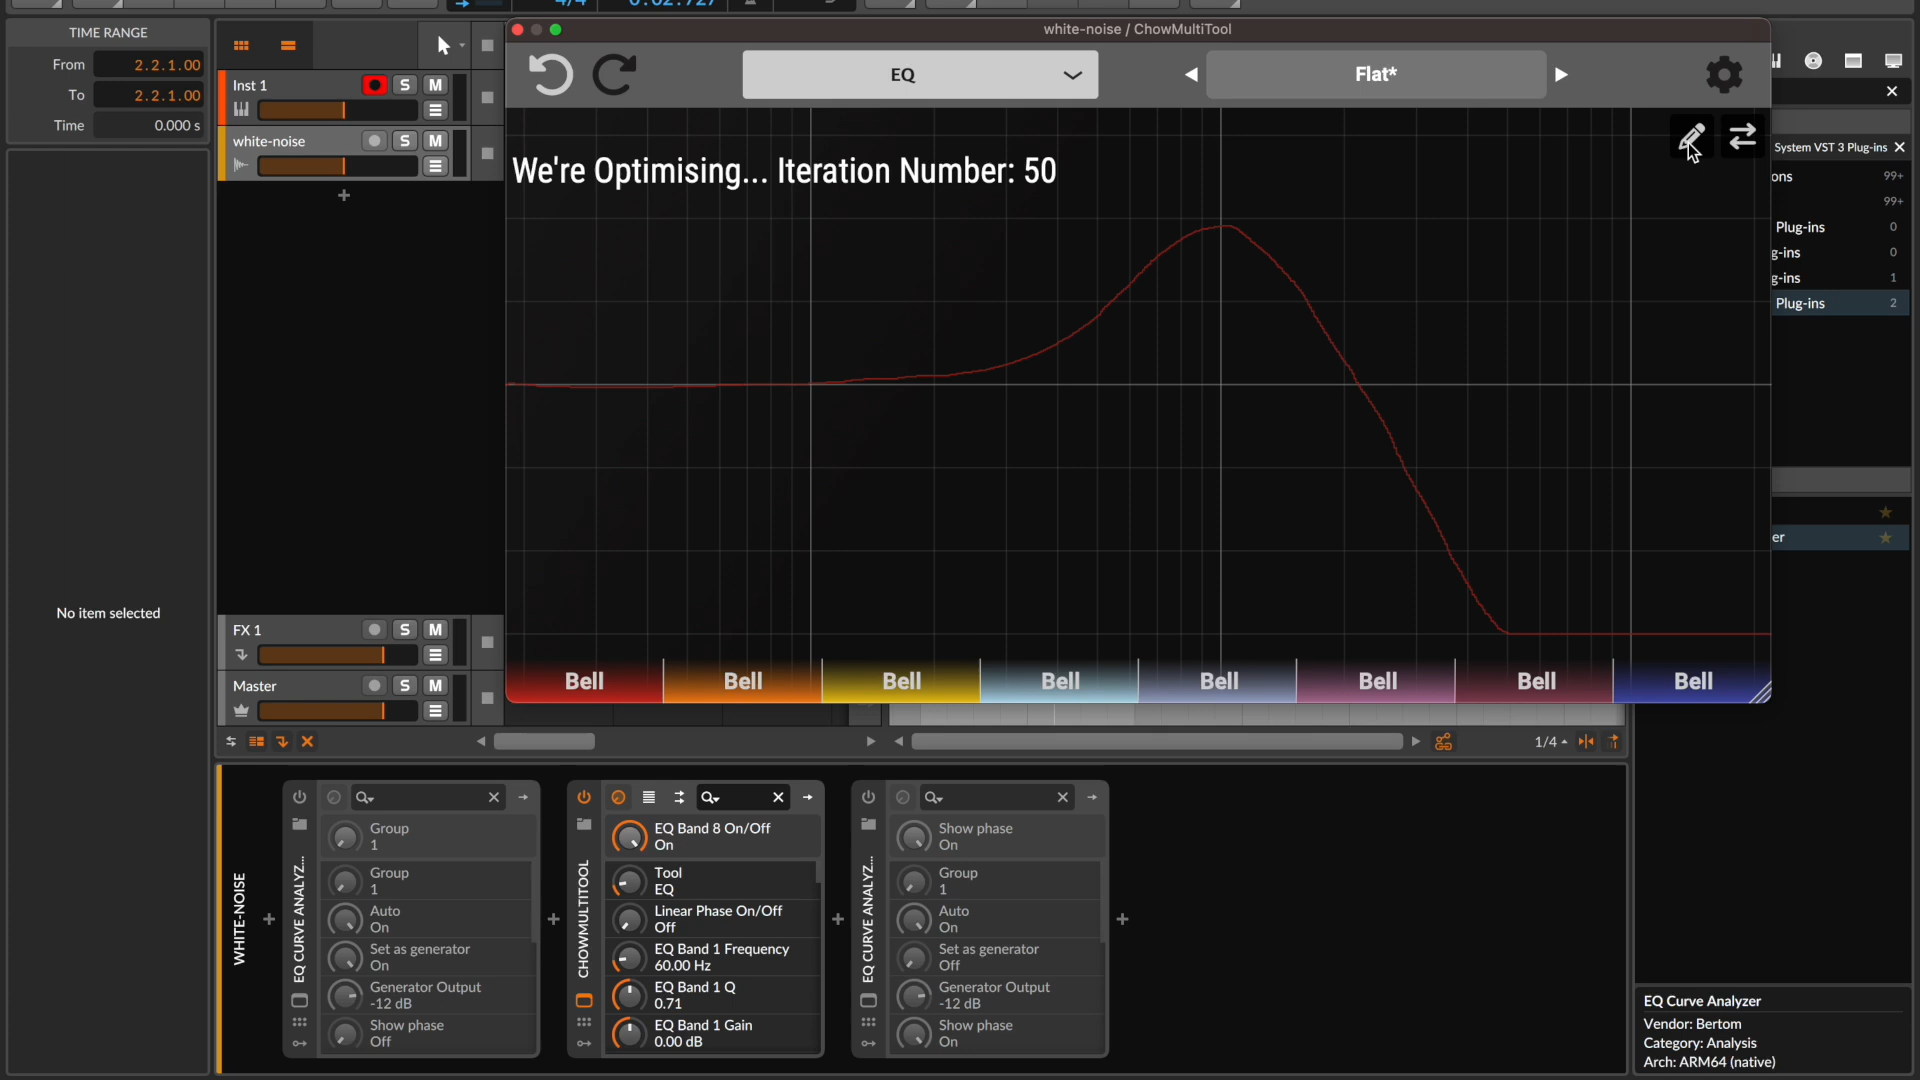 4/4
0:02.727
TIME RANGE
From 2.2.1.00
To 2.2.1.00
Time 0.000 s
No item selected
Inst 1
S M
white-noise
S M
FX 1
S M
Master
S M
white-noise / ChowMultiTool
EQ
Flat*
We're Optimising... Iteration Number: 50
Bell Bell Bell Bell Bell Bell Bell Bell
System VST 3 Plug-ins
ons 99+
99+
Plug-ins 0
g-ins 0
g-ins 1
Plug-ins 2
er
1/4
WHITE-NOISE
EQ CURVE ANALYZ...
Group
1
Group
1
Auto
On
Set as generator
On
Generator Output
-12 dB
Show phase
Off
CHOWMULTITOOL
EQ Band 8 On/Off
On
Tool
EQ
Linear Phase On/Off
Off
EQ Band 1 Frequency
60.00 Hz
EQ Band 1 Q
0.71
EQ Band 1 Gain
0.00 dB
EQ CURVE ANALYZ...
Show phase
On
Group
1
Auto
On
Set as generator
Off
Generator Output
-12 dB
Show phase
On
EQ Curve Analyzer
Vendor: Bertom
Category: Analysis
Arch: ARM64 (native)